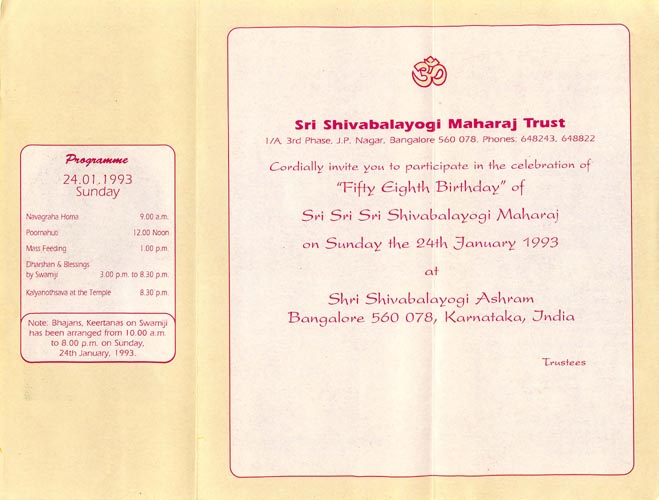 Programme
24.01.1993
Sunday
Navagraha Homa 9.00 a.m.
Poornahuti 12.00 Noon
Mass Feeding 1.00 p.m.
Dharshan & Blessings
by Swamiji 3.00 p.m. to 8.30 p.m.
Kalyanothsava at the Temple 8.30 p.m.
Note: Bhajans, Keertanas on Swamiji
has been arranged from 10.00 a.m.
to 8.00 p.m. on Sunday,
24th January, 1993.
ॐ
Sri Shivabalayogi Maharaj Trust
1/A, 3rd Phase, J.P. Nagar, Bangalore 560 078, Phones: 648243, 648822
Cordially invite you to participate in the celebration of
"Fifty Eighth Birthday" of
Sri Sri Sri Shivabalayogi Maharaj
on Sunday the 24th January 1993
at
Shri Shivabalayogi Ashram
Bangalore 560 078, Karnataka, India
Trustees